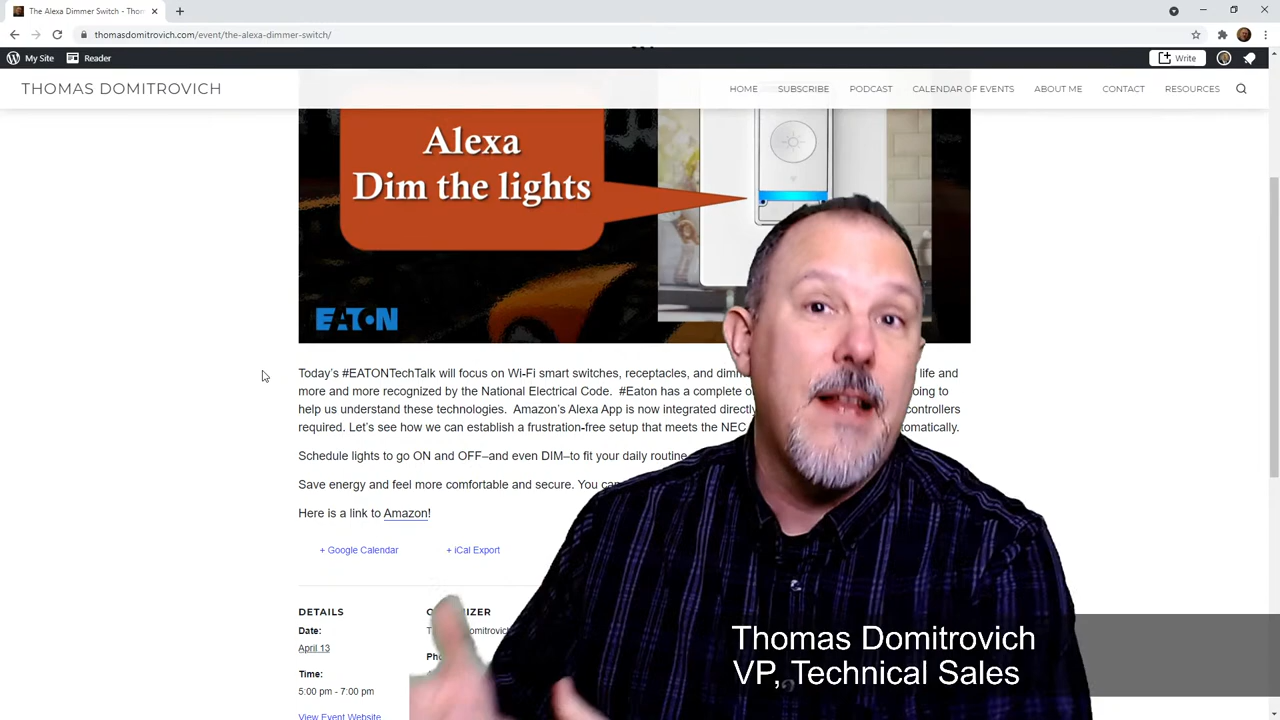 The Alexa Dimmer Switch - Thom
thomasdomitrovich.com/event/the-alexa-dimmer-switch/
My Site
Reader
Write
THOMAS DOMITROVICH
HOME SUBSCRIBE PODCAST CALENDAR OF EVENTS ABOUT ME CONTACT RESOURCES
Alexa
Dim the lights
EATON
Today's #EATONTechTalk will focus on Wi-Fi smart switches, receptacles, and life and
more and more recognized by the National Electrical Code. #Eaton has a complete
help us understand these technologies. Amazon's Alexa App is now integrated controllers
required. Let's see how we can establish a frustration-free setup that meets the NEC
Schedule lights to go ON and OFF–and even DIM–to fit your daily routine
Save energy and feel more comfortable and secure. You
Here is a link to Amazon!
+ Google Calendar + iCal Export
DETAILS
Date:
April 13
Time:
5:00 pm - 7:00 pm
View Event Website
Thomas Domitrovich
VP, Technical Sales